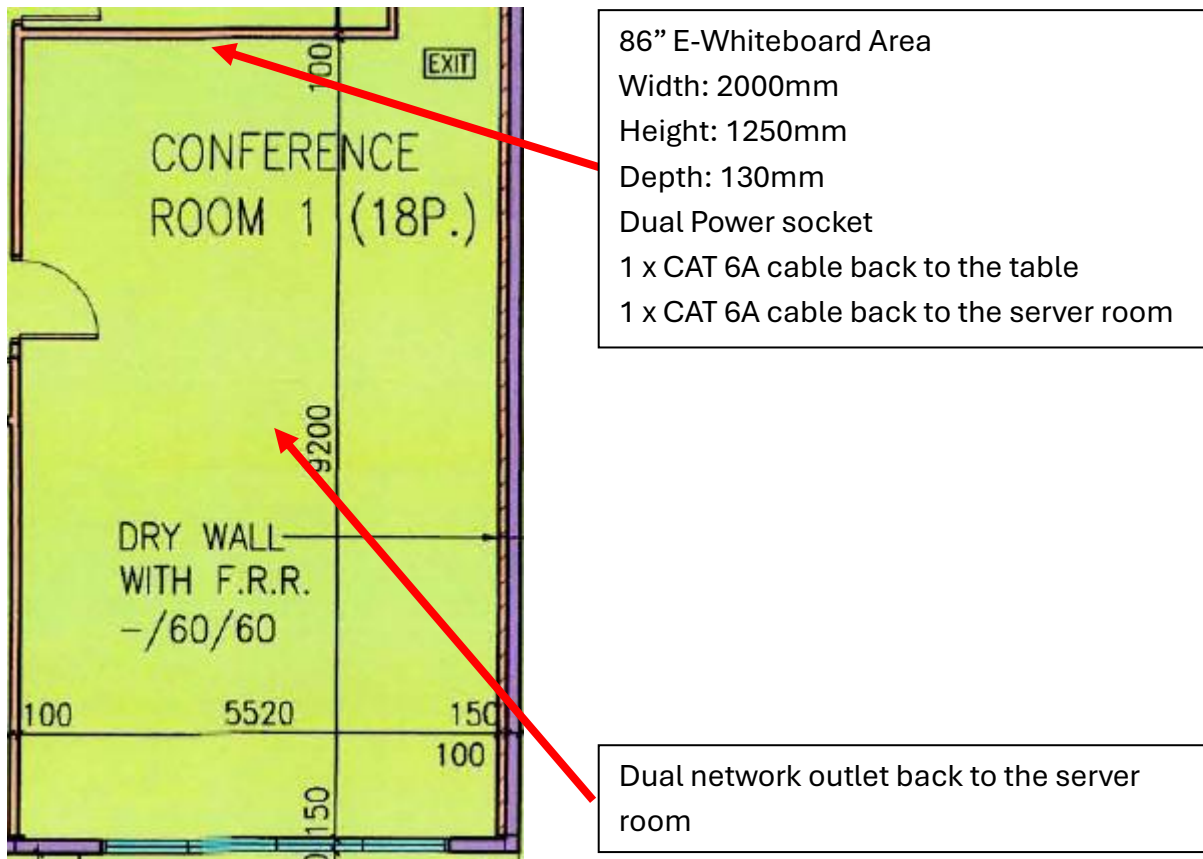 100
EXIT
CONFERENCE
ROOM 1 (18P.)
9200
DRY WALL
WITH F.R.R.
-/60/60
100
5520
150
100
150
86” E-Whiteboard Area
Width: 2000mm
Height: 1250mm
Depth: 130mm
Dual Power socket
1 x CAT 6A cable back to the table
1 x CAT 6A cable back to the server room
Dual network outlet back to the server
room